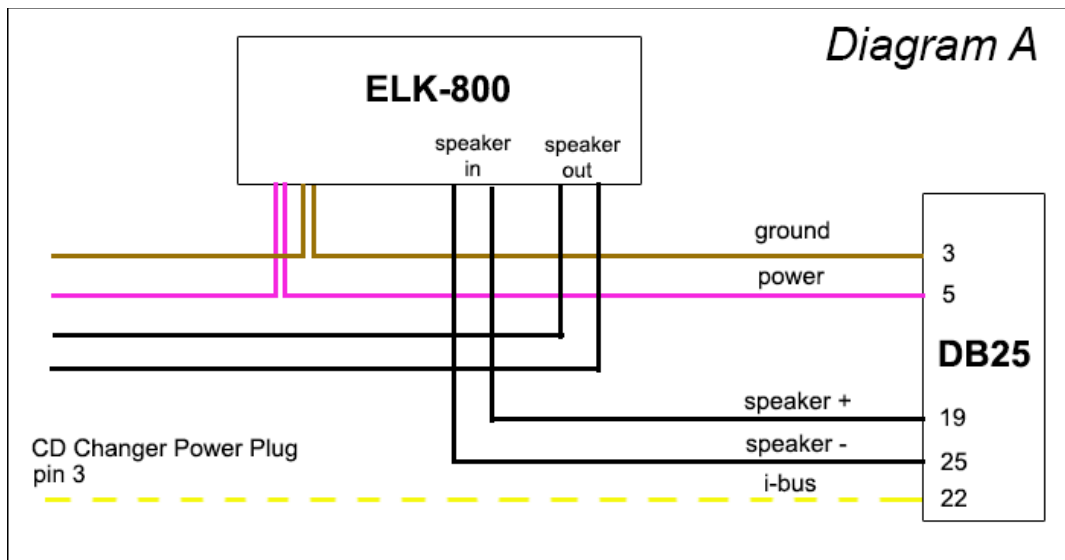 Diagram A
ELK-800
speaker in
speaker out
ground
3
power
5
DB25
speaker +
19
CD Changer Power Plug
pin 3
speaker -
25
i-bus
22